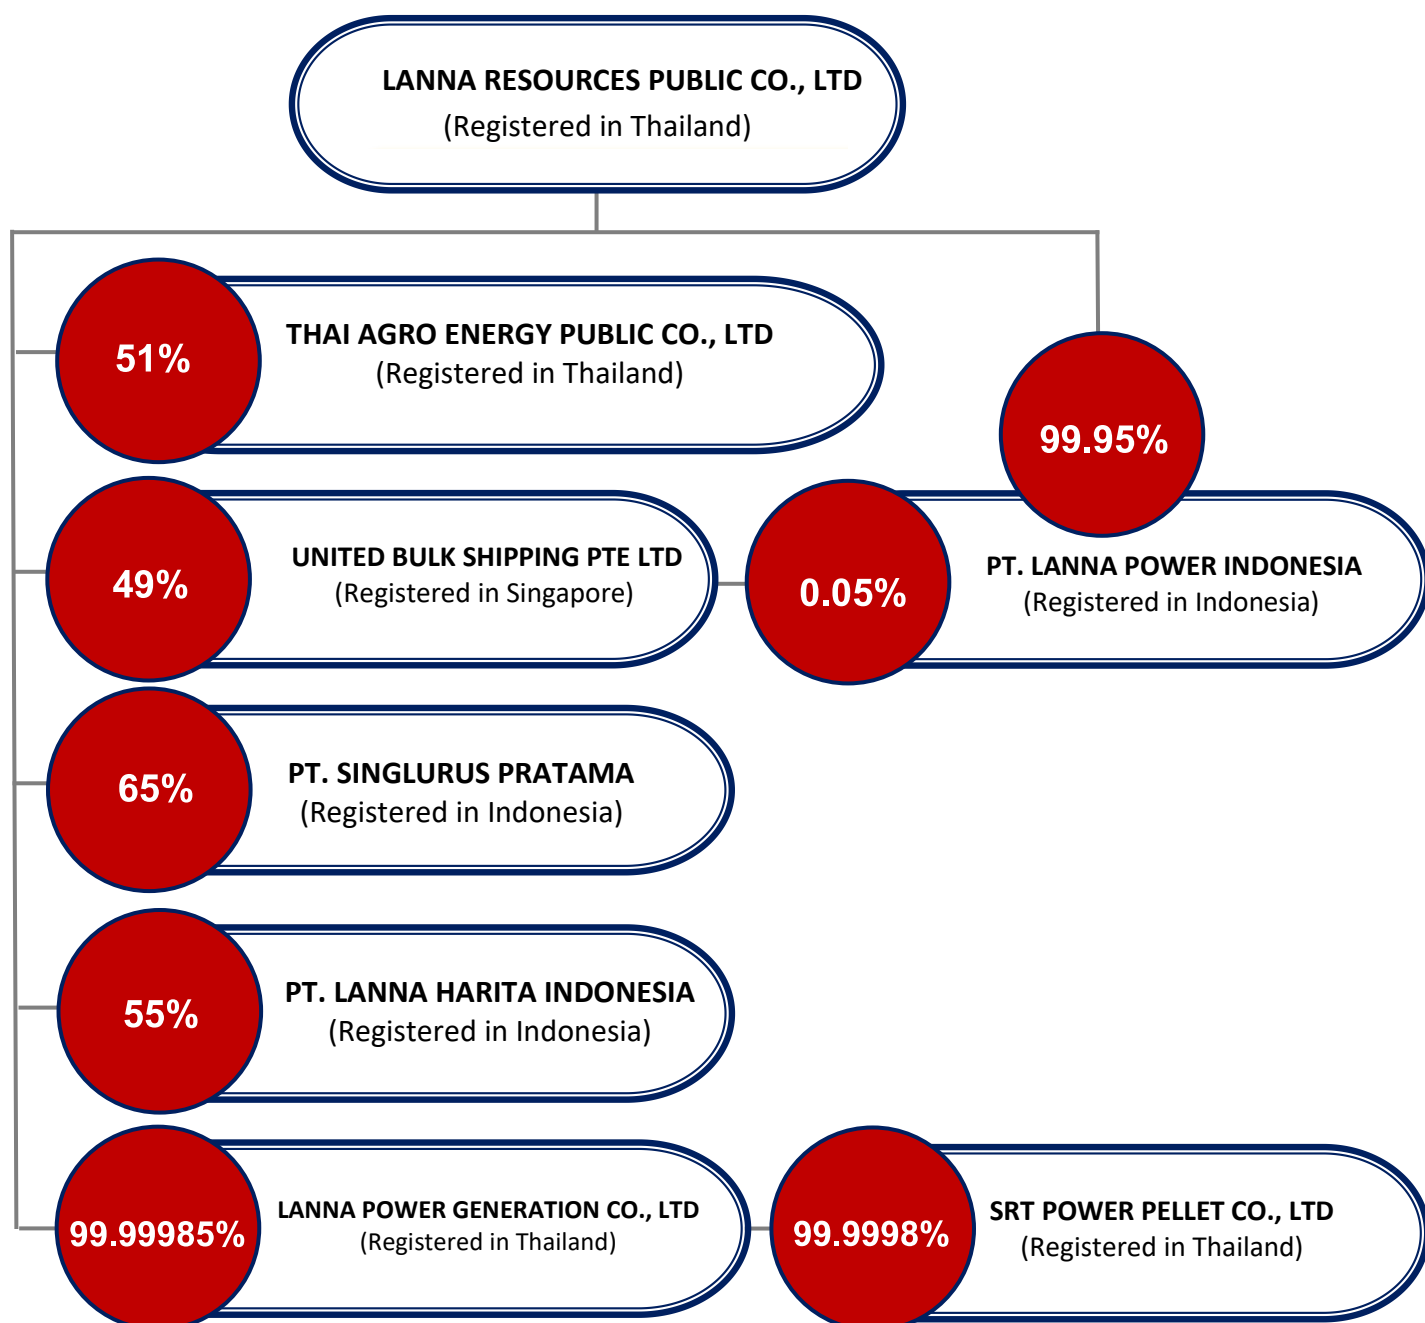 LANNA RESOURCES PUBLIC CO., LTD
(Registered in Thailand)
51%
THAI AGRO ENERGY PUBLIC CO., LTD
(Registered in Thailand)
99.95%
49%
UNITED BULK SHIPPING PTE LTD
(Registered in Singapore)
0.05%
PT. LANNA POWER INDONESIA
(Registered in Indonesia)
65%
PT. SINGLURUS PRATAMA
(Registered in Indonesia)
55%
PT. LANNA HARITA INDONESIA
(Registered in Indonesia)
99.99985%
LANNA POWER GENERATION CO., LTD
(Registered in Thailand)
99.9998%
SRT POWER PELLET CO., LTD
(Registered in Thailand)